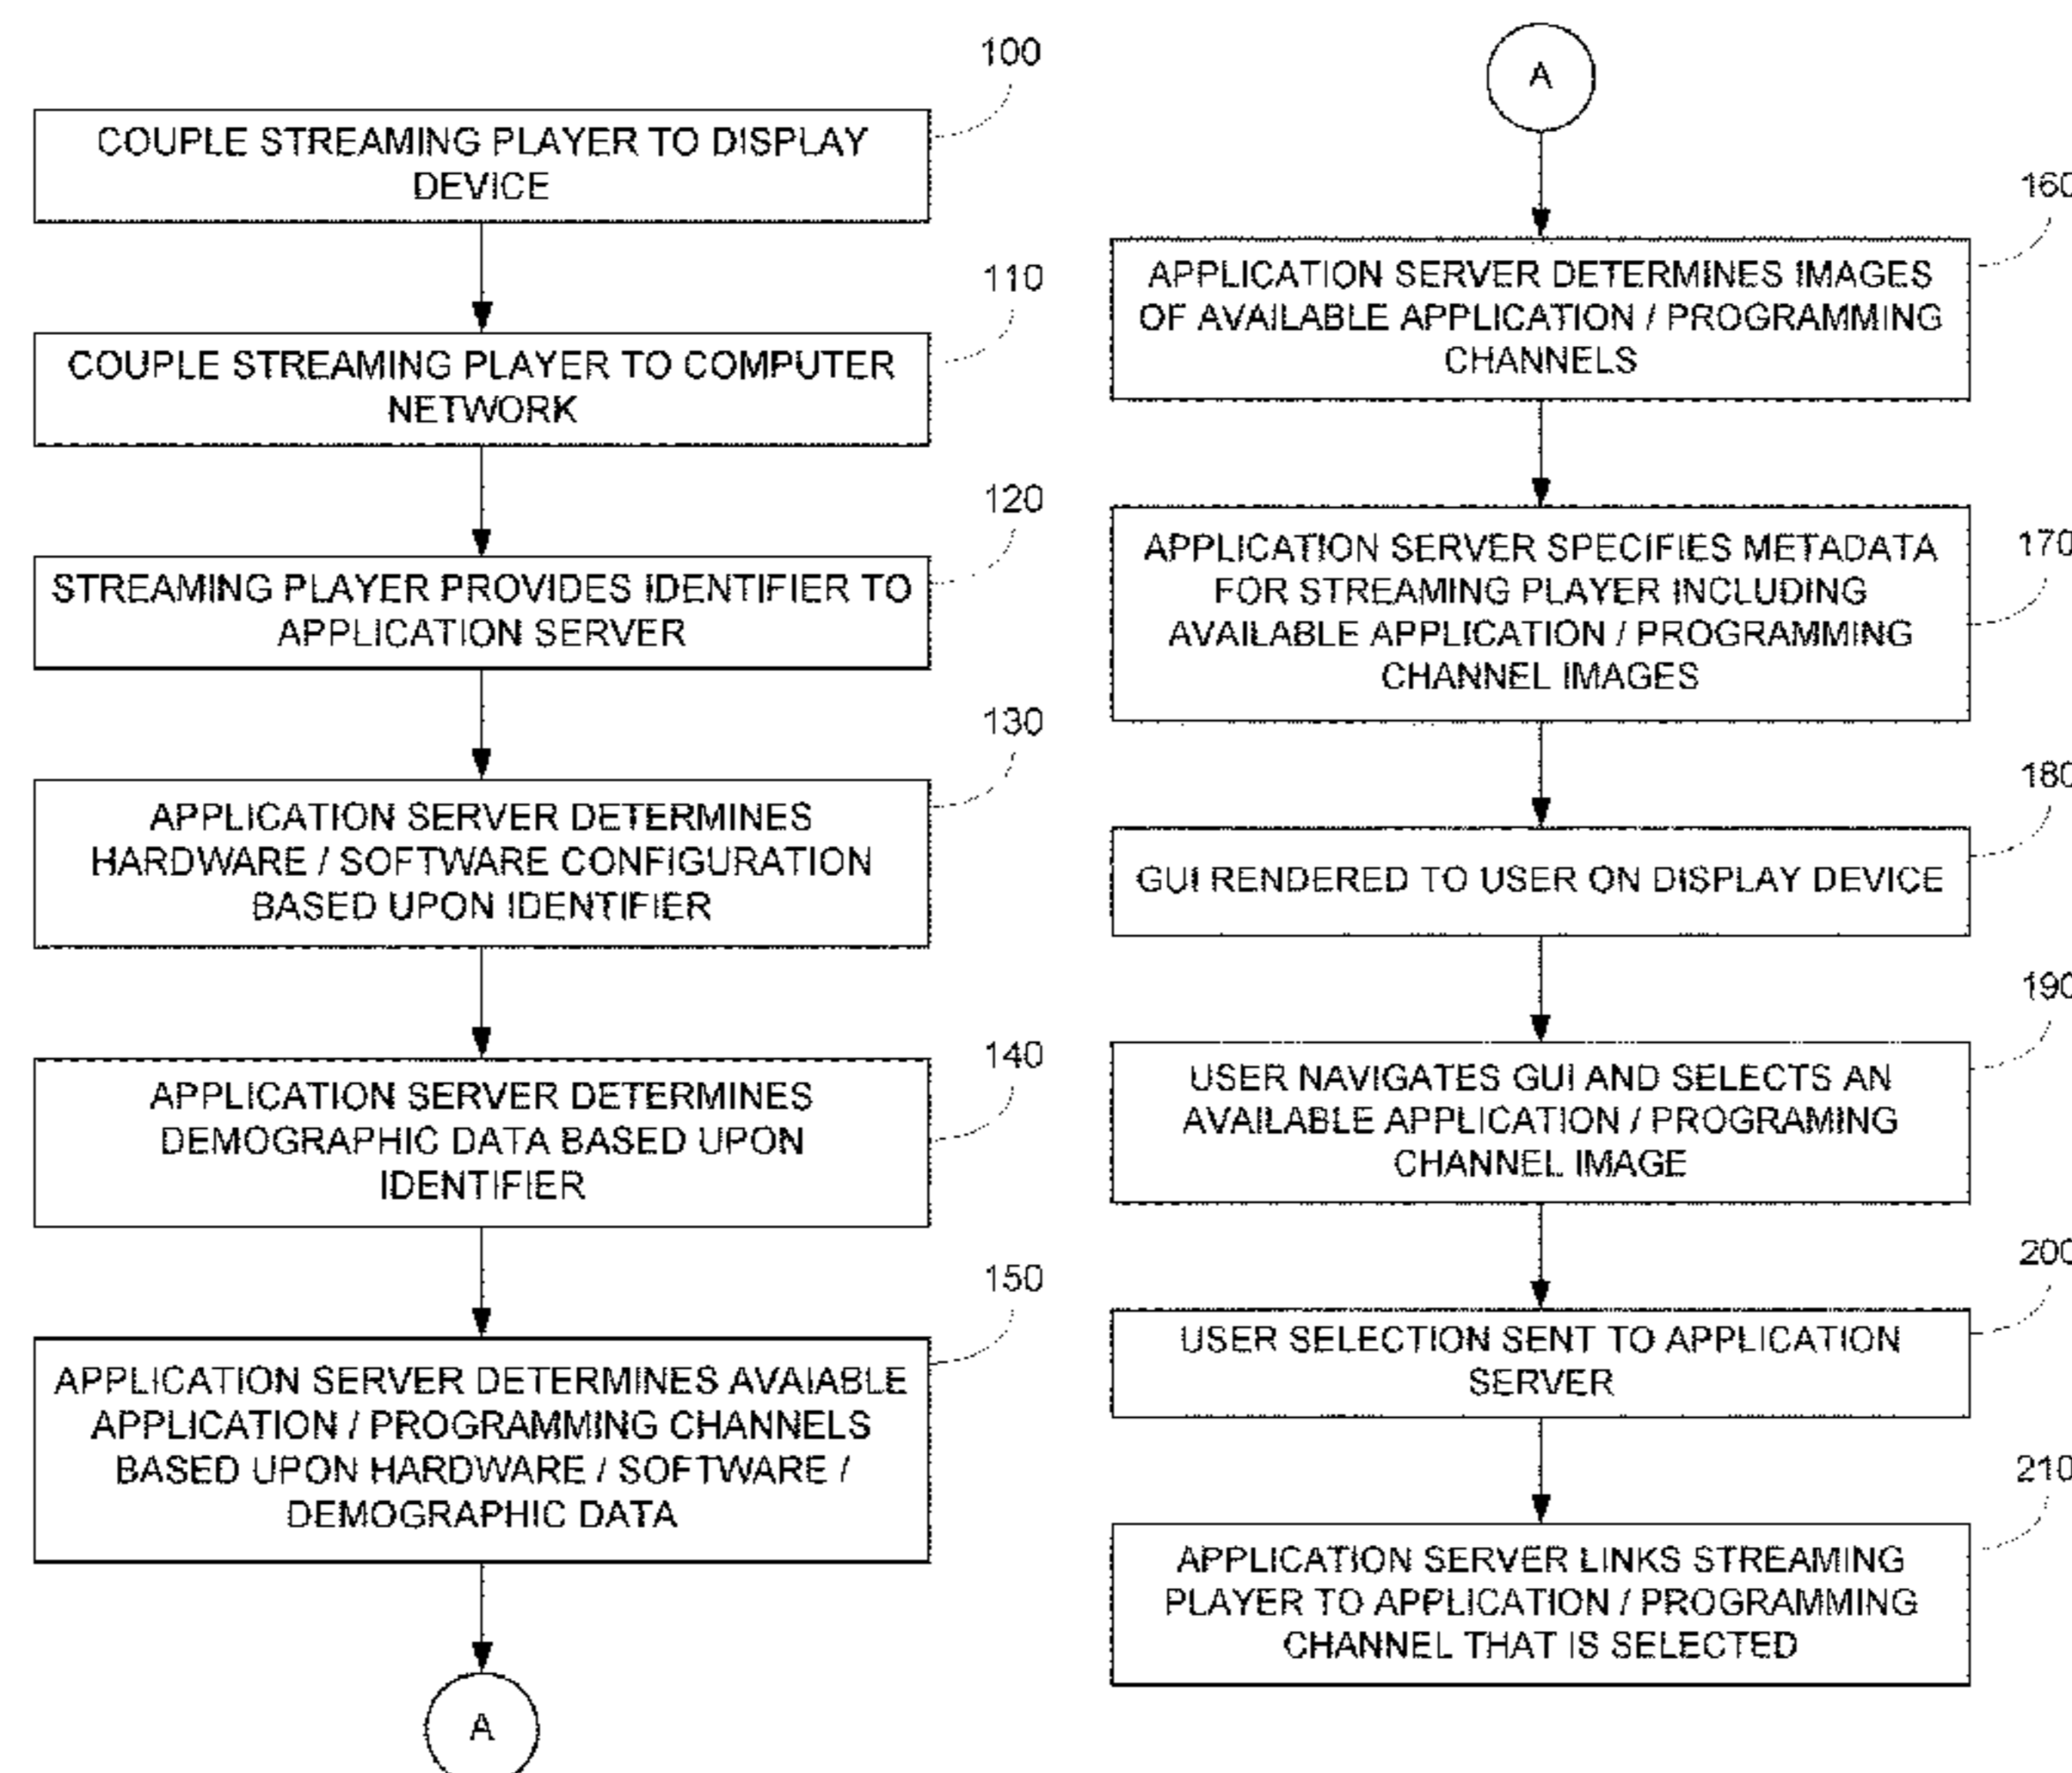 100
COUPLE STREAMING PLAYER TO DISPLAY
DEVICE
110
COUPLE STREAMING PLAYER TO COMPUTER
NETWORK
120
STREAMING PLAYER PROVIDES IDENTIFIER TO
APPLICATION SERVER
130
APPLICATION SERVER DETERMINES
HARDWARE / SOFTWARE CONFIGURATION
BASED UPON IDENTIFIER
140
APPLICATION SERVER DETERMINES
DEMOGRAPHIC DATA BASED UPON
IDENTIFIER
150
APPLICATION SERVER DETERMINES AVAIABLE
APPLICATION / PROGRAMMING CHANNELS
BASED UPON HARDWARE / SOFTWARE /
DEMOGRAPHIC DATA
A
A
160
APPLICATION SERVER DETERMINES IMAGES
OF AVAILABLE APPLICATION / PROGRAMMING
CHANNELS
170
APPLICATION SERVER SPECIFIES METADATA
FOR STREAMING PLAYER INCLUDING
AVAILABLE APPLICATION / PROGRAMMING
CHANNEL IMAGES
180
GUI RENDERED TO USER ON DISPLAY DEVICE
190
USER NAVIGATES GUI AND SELECTS AN
AVAILABLE APPLICATION / PROGRAMING
CHANNEL IMAGE
200
USER SELECTION SENT TO APPLICATION
SERVER
210
APPLICATION SERVER LINKS STREAMING
PLAYER TO APPLICATION / PROGRAMMING
CHANNEL THAT IS SELECTED